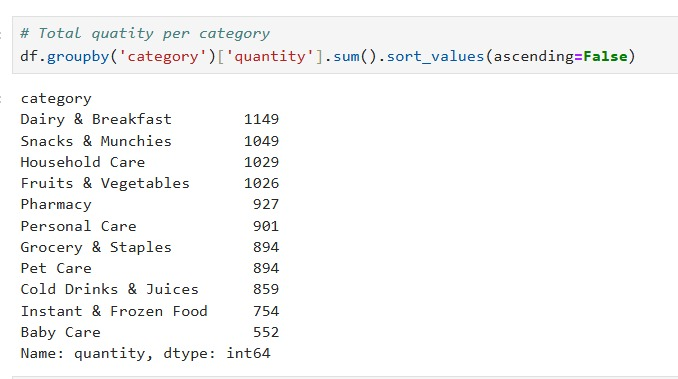 # Total quatity per category
df.groupby('category')['quantity'].sum().sort_values(ascending=False)
category
Dairy & Breakfast 1149
Snacks & Munchies 1049
Household Care 1029
Fruits & Vegetables 1026
Pharmacy 927
Personal Care 901
Grocery & Staples 894
Pet Care 894
Cold Drinks & Juices 859
Instant & Frozen Food 754
Baby Care 552
Name: quantity, dtype: int64